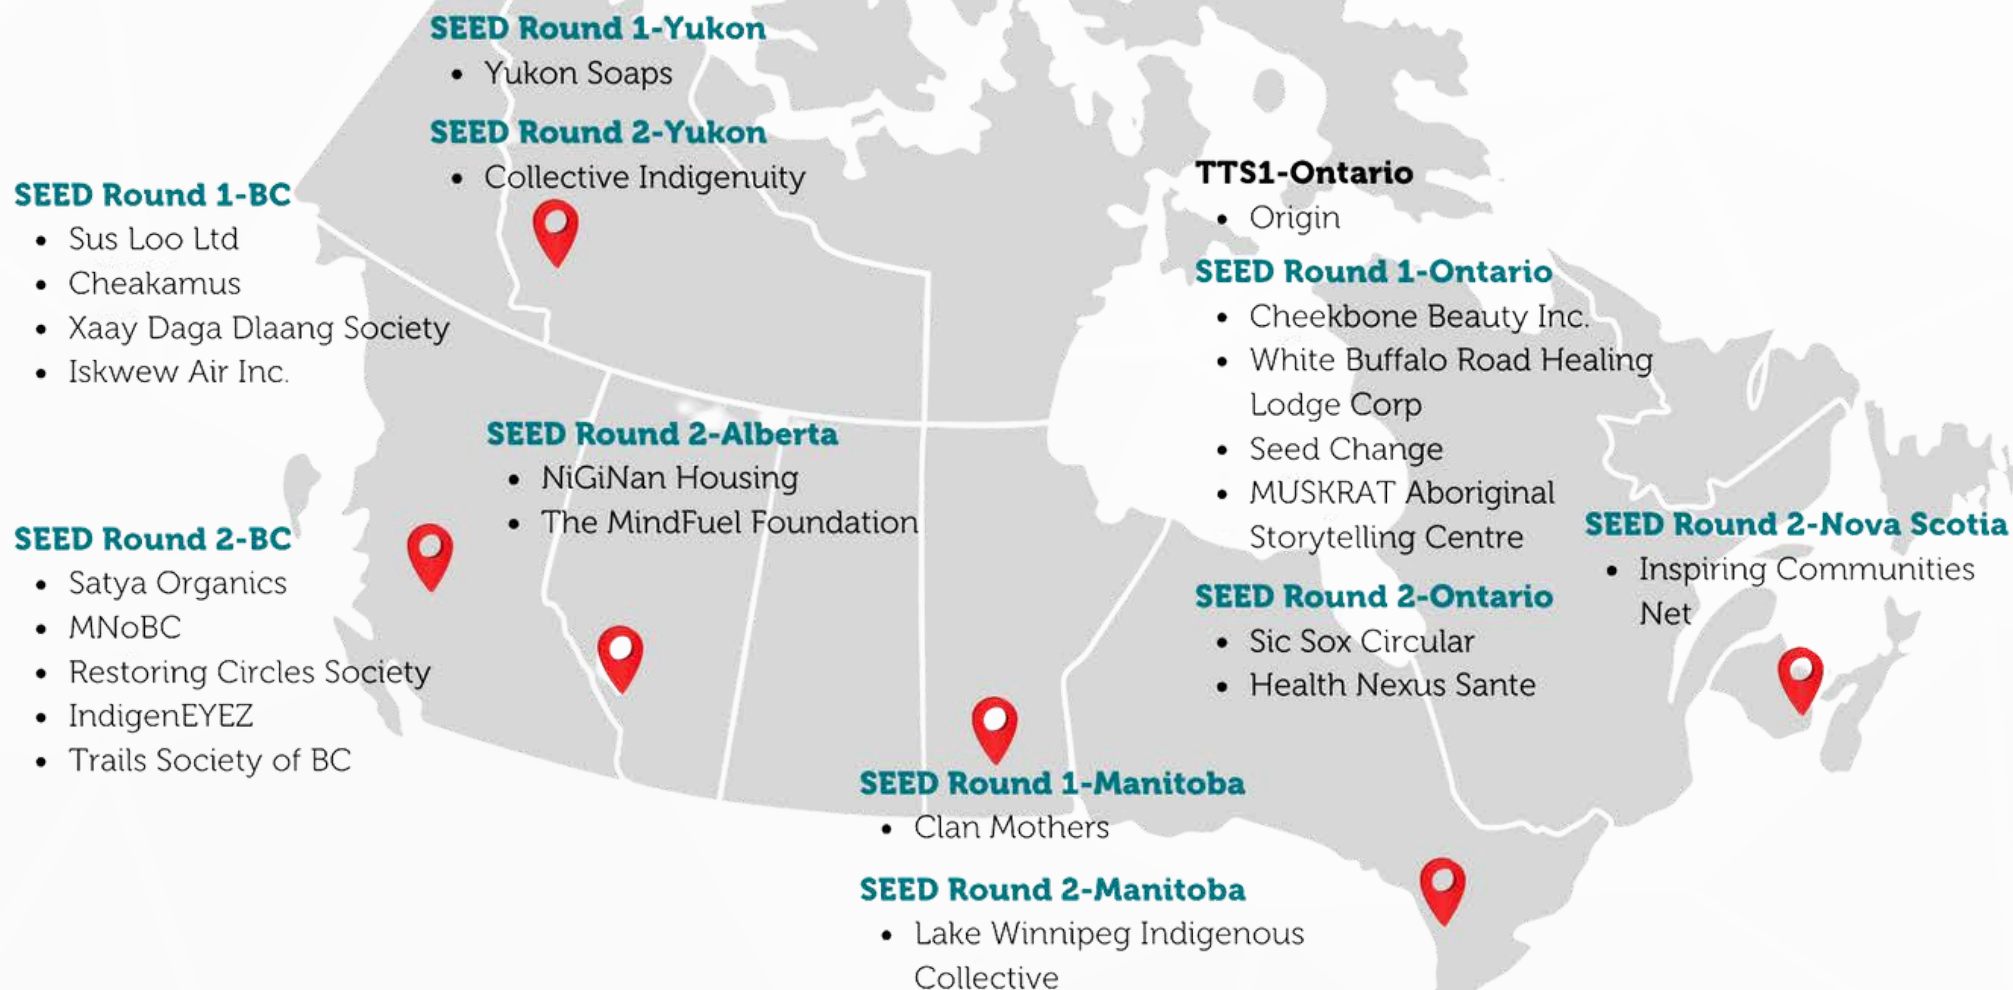 SEED Round 1-Yukon
• Yukon Soaps
SEED Round 2-Yukon
• Collective Indigenuity
SEED Round 1-BC
• Sus Loo Ltd
• Cheakamus
• Xaay Daga Dlaang Society
• Iskwew Air Inc.
SEED Round 2-BC
• Satya Organics
• MNoBC
• Restoring Circles Society
• IndigenEYEZ
• Trails Society of BC
SEED Round 2-Alberta
• NiGiNan Housing
• The MindFuel Foundation
SEED Round 1-Manitoba
• Clan Mothers
SEED Round 2-Manitoba
• Lake Winnipeg Indigenous
Collective
TTS1-Ontario
• Origin
SEED Round 1-Ontario
• Cheekbone Beauty Inc.
• White Buffalo Road Healing
Lodge Corp
• Seed Change
• MUSKRAT Aboriginal
Storytelling Centre
SEED Round 2-Ontario
• Sic Sox Circular
• Health Nexus Sante
SEED Round 2-Nova Scotia
• Inspiring Communities
Net